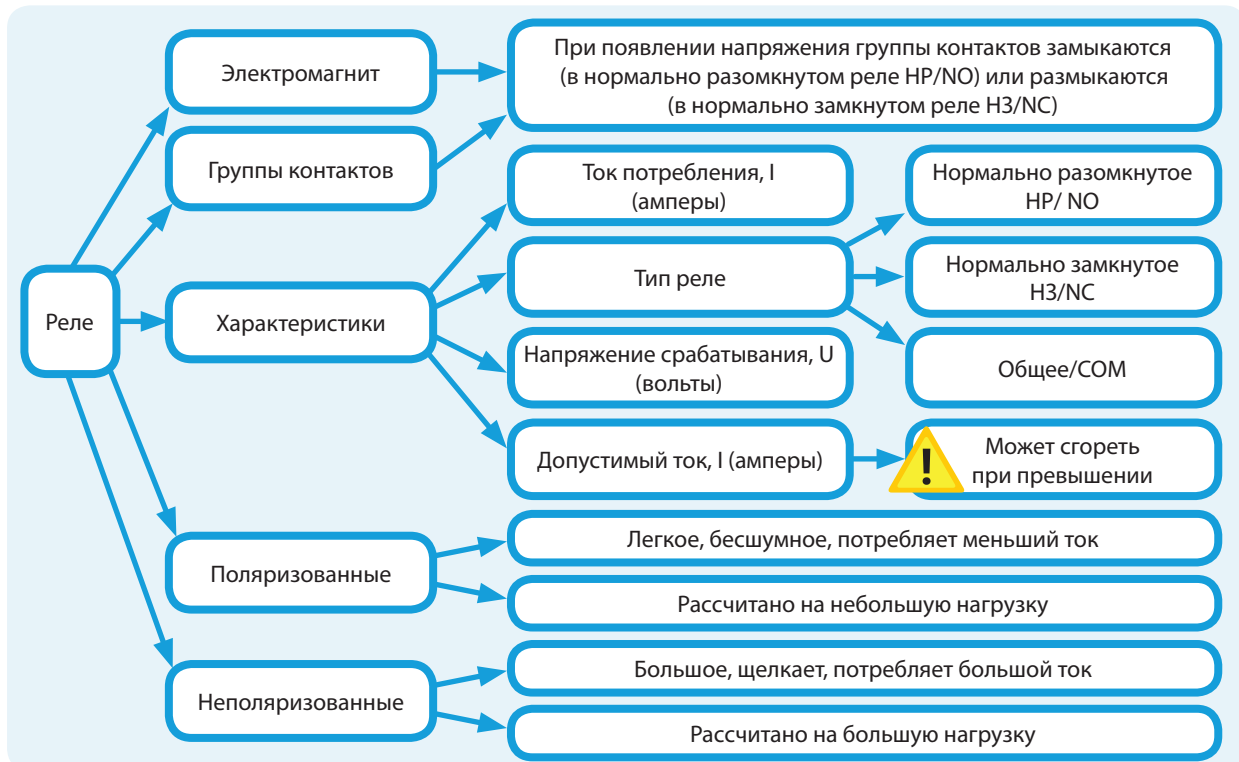 Электромагнит
При появлении напряжения группы контактов замыкаются
(в нормально разомкнутом реле НР/NO) или размыкаются
(в нормально замкнутом реле НЗ/NC)
Группы контактов
Ток потребления, I
(амперы)
Нормально разомкнутое
НР/ NO
Реле
Характеристики
Тип реле
Нормально замкнутое
НЗ/NC
Напряжение срабатывания, U
(вольты)
Общее/COM
Допустимый ток, I (амперы)
!
Может сгореть
при превышении
Поляризованные
Легкое, бесшумное, потребляет меньший ток
Рассчитано на небольшую нагрузку
Неполяризованные
Большое, щелкает, потребляет большой ток
Рассчитано на большую нагрузку